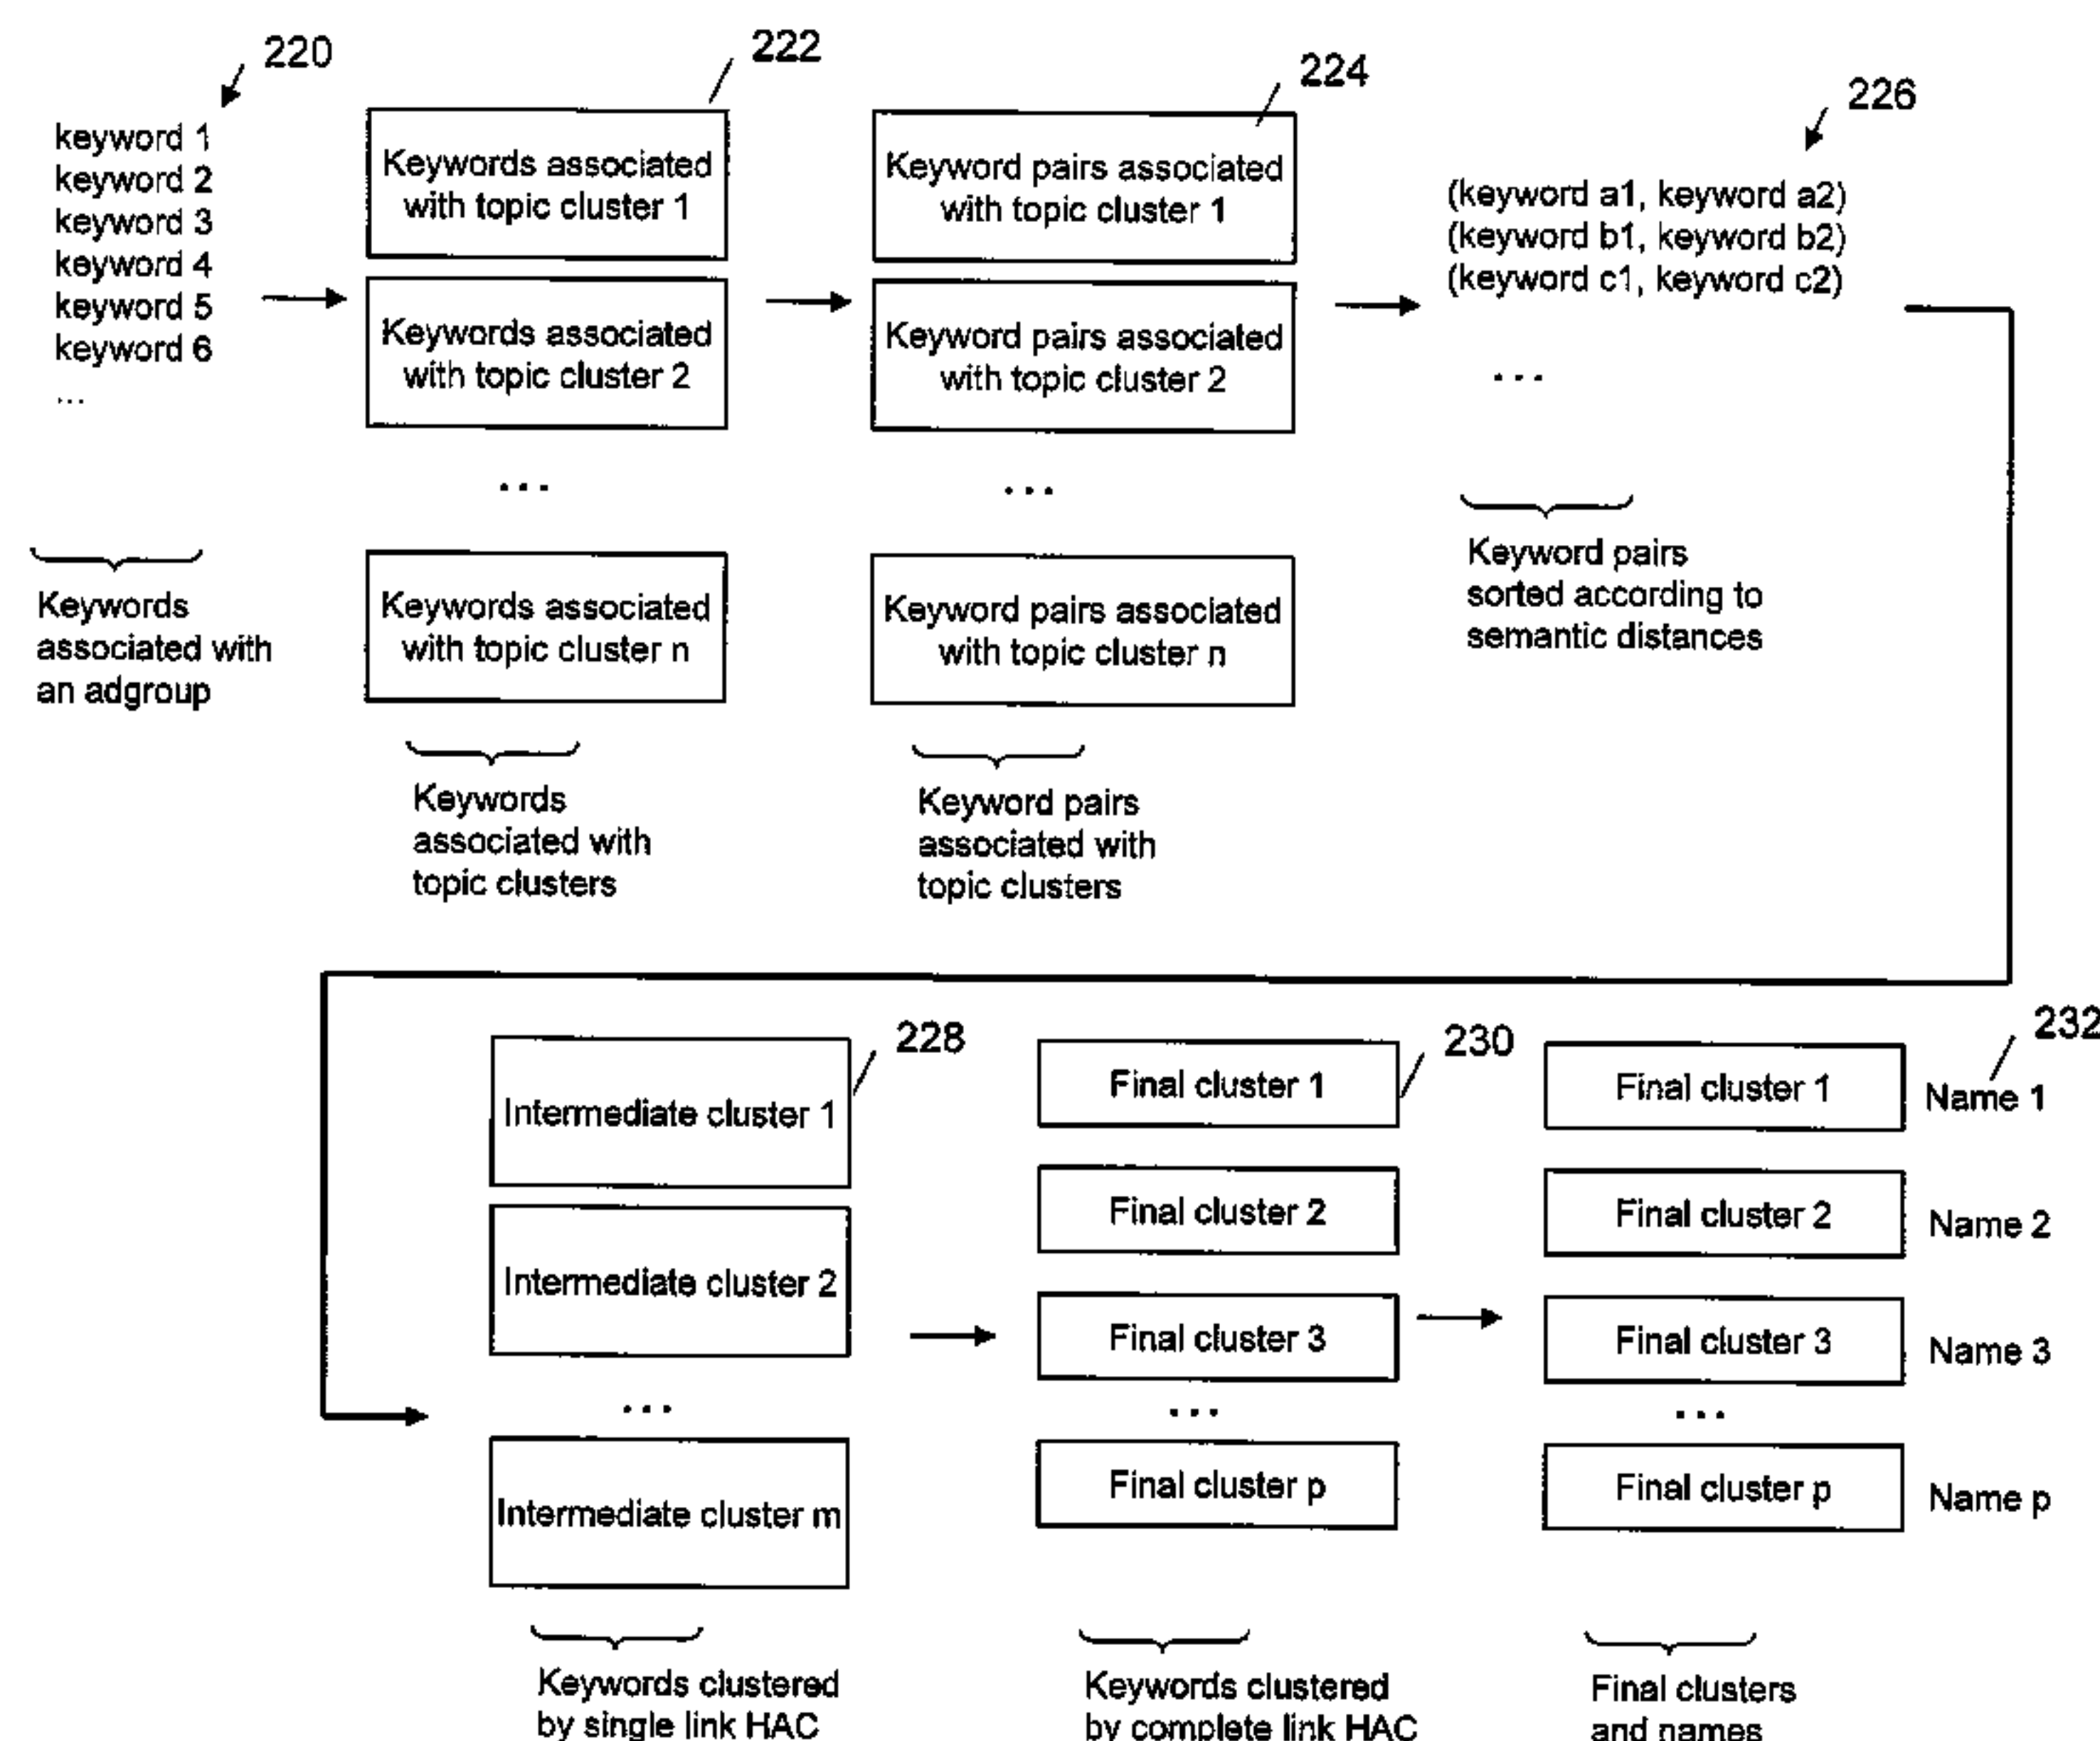 220
keyword 1
keyword 2
keyword 3
keyword 4
keyword 5
keyword 6
...
Keywords
associated with
an adgroup
222
Keywords associated
with topic cluster 1
Keywords associated
with topic cluster 2
...
Keywords associated
with topic cluster n
Keywords
associated with
topic clusters
224
Keyword pairs associated
with topic cluster 1
Keyword pairs associated
with topic cluster 2
...
Keyword pairs associated
with topic cluster n
Keyword pairs
associated with
topic clusters
226
(keyword a1, keyword a2)
(keyword b1, keyword b2)
(keyword c1, keyword c2)
...
Keyword pairs
sorted according to
semantic distances
228
Intermediate cluster 1
Intermediate cluster 2
...
Intermediate cluster m
Keywords clustered
by single link HAC
230
Final cluster 1
Final cluster 2
Final cluster 3
...
Final cluster p
Keywords clustered
by complete link HAC
232
Final cluster 1 Name 1
Final cluster 2 Name 2
Final cluster 3 Name 3
...
Final cluster p Name p
Final clusters
and names